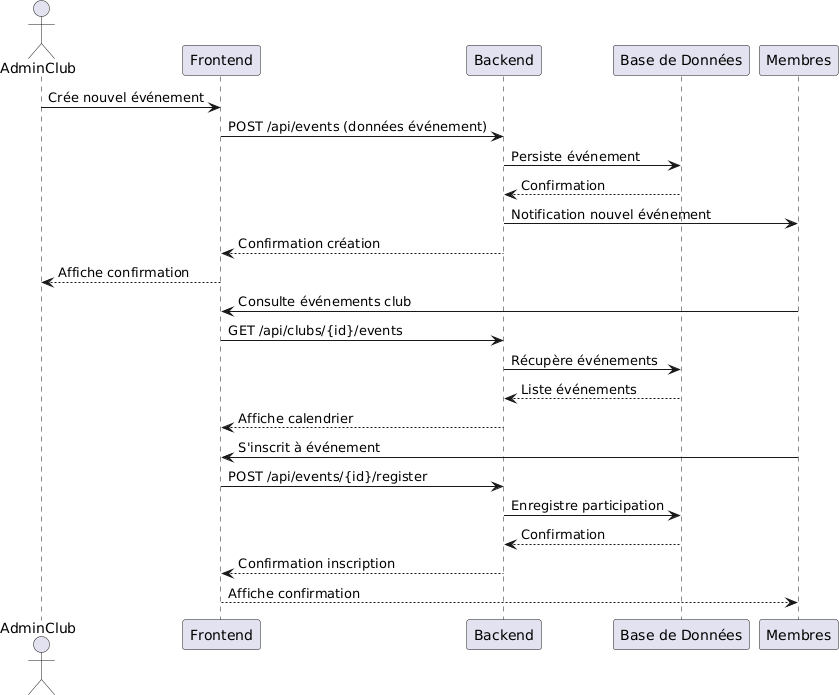 AdminClub
Frontend
Backend
Base de Données
Membres
Crée nouvel événement
POST /api/events (données événement)
Persiste événement
Confirmation
Notification nouvel événement
Confirmation création
Affiche confirmation
Consulte événements club
GET /api/clubs/{id}/events
Récupère événements
Liste événements
Affiche calendrier
S'inscrit à événement
POST /api/events/{id}/register
Enregistre participation
Confirmation
Confirmation inscription
Affiche confirmation
AdminClub
Frontend
Backend
Base de Données
Membres